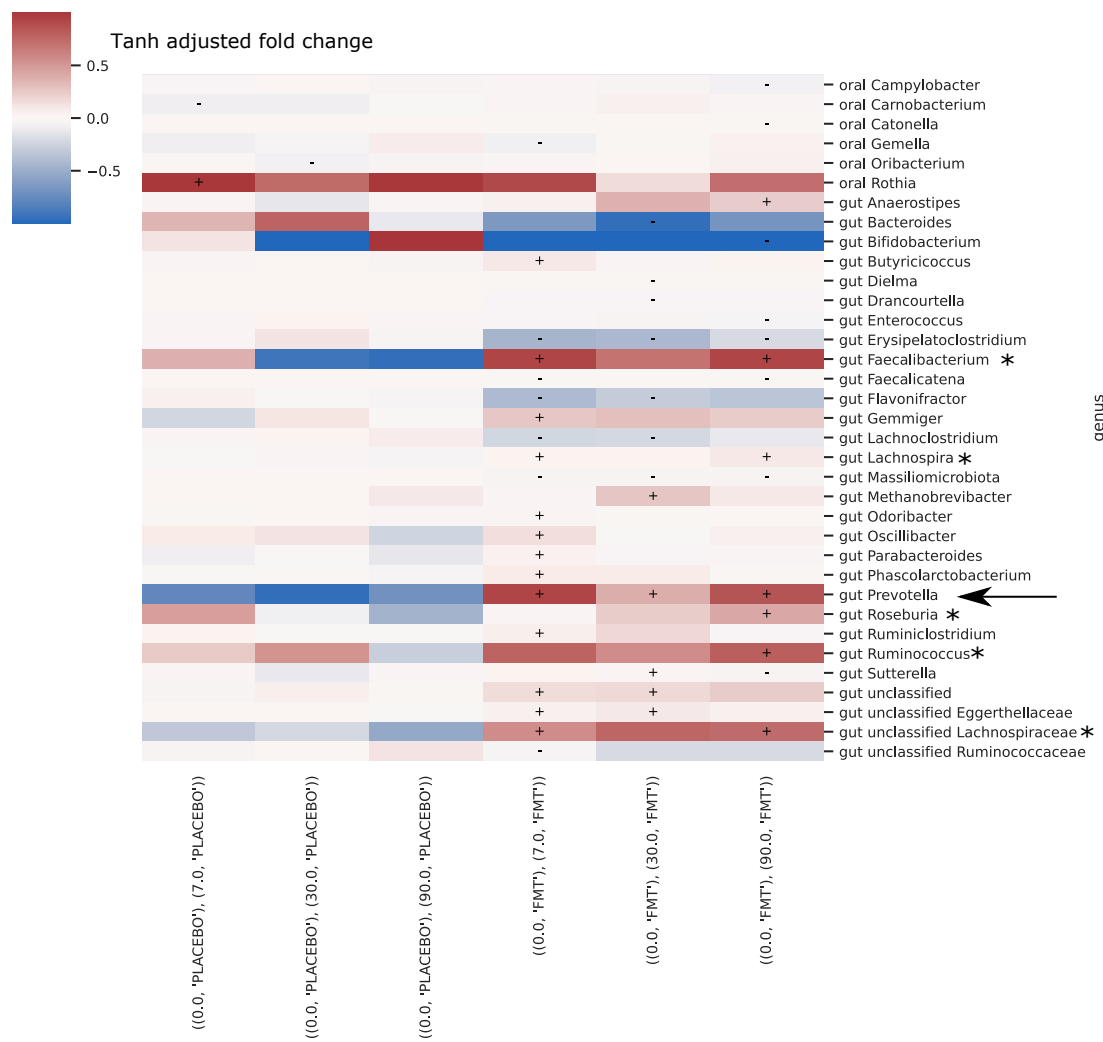 Tanh adjusted fold change
0.5
0.0
−0.5
- oral Campylobacter
- oral Carnobacterium
- oral Catonella
- oral Gemella
- oral Oribacterium
+ oral Rothia
+ gut Anaerostipes
- gut Bacteroides
- gut Bifidobacterium
+ gut Butyricicoccus
- gut Dielma
- gut Drancourtella
- gut Enterococcus
- - - gut Erysipelatoclostridium
+ + gut Faecalibacterium *
- - gut Faecalicatena
- - gut Flavonifractor
+ gut Gemmiger
- - gut Lachnoclostridium
+ + gut Lachnospira *
- - - gut Massiliomicrobiota
+ gut Methanobrevibacter
+ gut Odoribacter
+ gut Oscillibacter
+ gut Parabacteroides
+ gut Phascolarctobacterium
+ + + gut Prevotella
+ gut Roseburia *
+ gut Ruminiclostridium
+ gut Ruminococcus*
+ - gut Sutterella
+ + gut unclassified
+ + gut unclassified Eggerthellaceae
+ + gut unclassified Lachnospiraceae *
- gut unclassified Ruminococcaceae
genus
((0.0, 'PLACEBO'), (7.0, 'PLACEBO'))
((0.0, 'PLACEBO'), (30.0, 'PLACEBO'))
((0.0, 'PLACEBO'), (90.0, 'PLACEBO'))
((0.0, 'FMT'), (7.0, 'FMT'))
((0.0, 'FMT'), (30.0, 'FMT'))
((0.0, 'FMT'), (90.0, 'FMT'))